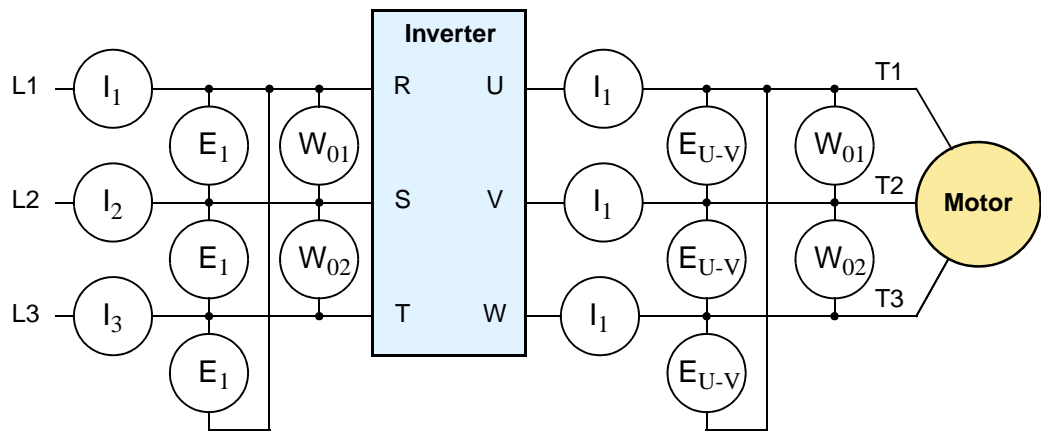 Inverter
L1 I1 R U I1 T1
E1 W01 EU-V W01
L2 I2 S V I1 T2 Motor
E1 W02 EU-V W02
L3 I3 T W I1 T3
E1 EU-V